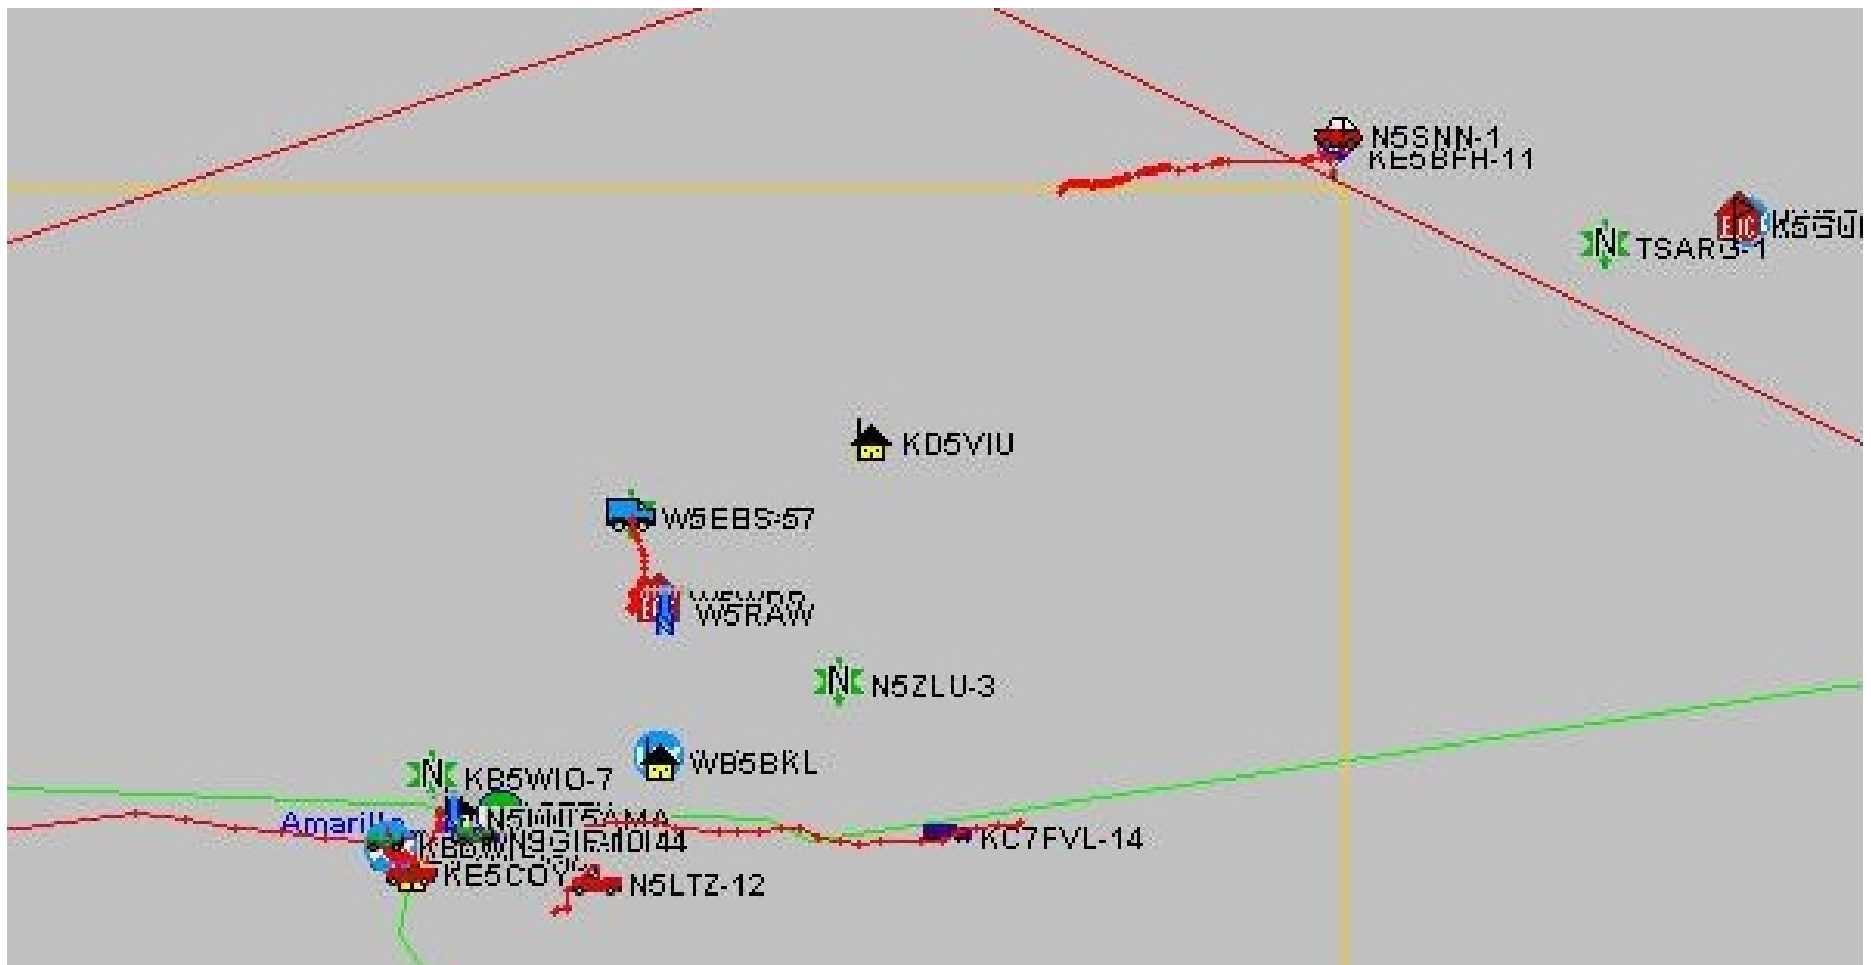 N5SNN-1
KE5BFH-11
TSARG-1
KD5VIU
W5EBS-57
W5RAW
N
N5ZLU-3
WB5BKL
KB5WIO-7
Amarillo
KC7FVL-14
KE5COY
N5LTZ-12